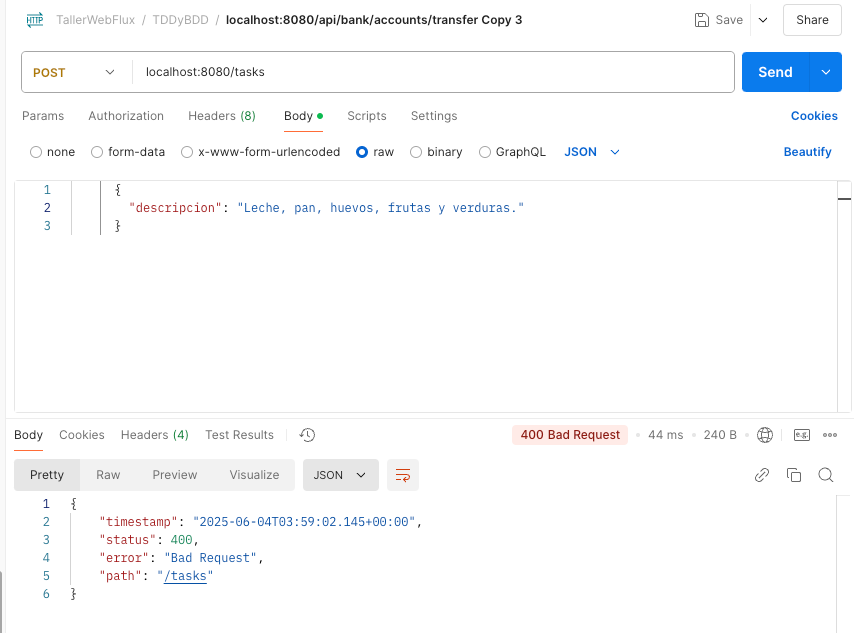 HTTP TallerWebFlux / TDDyBDD / localhost:8080/api/bank/accounts/transfer Copy 3 Save Share
POST localhost:8080/tasks Send
Params Authorization Headers (8) Body Scripts Settings Cookies
none form-data x-www-form-urlencoded raw binary GraphQL JSON Beautify
1 {
2 "descripcion": "Leche, pan, huevos, frutas y verduras."
3 }
Body Cookies Headers (4) Test Results 400 Bad Request 44 ms 240 B e.g.
Pretty Raw Preview Visualize JSON
1 {
2 "timestamp": "2025-06-04T03:59:02.145+00:00",
3 "status": 400,
4 "error": "Bad Request",
5 "path": "/tasks"
6 }